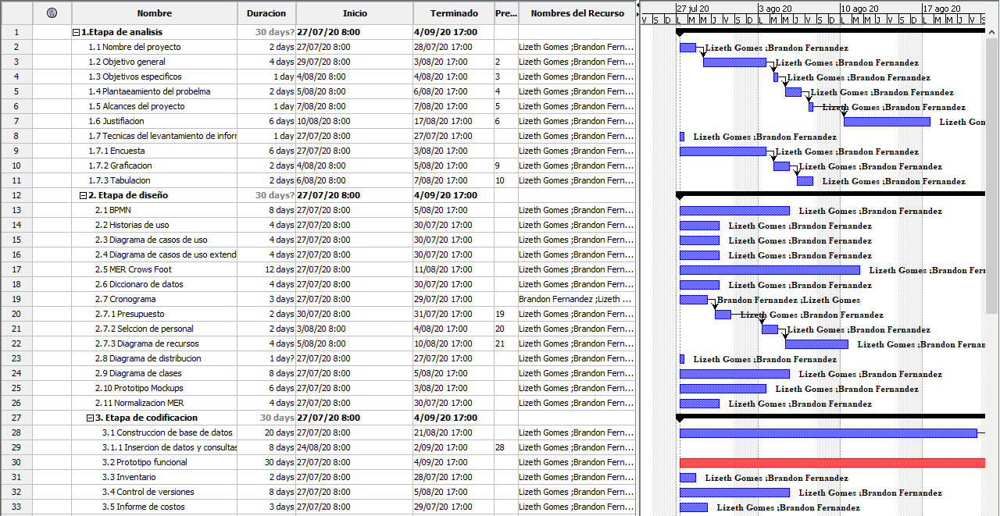 Nombre Duracion Inicio Terminado Pre... Nombres del Recurso 27 jul 20 3 ago 20 10 ago 20 17 ago 20
V S D L M M J V S D L M M J V S D L M M J V S D L M M J V S
1 1.Etapa de analisis 30 days? 27/07/20 8:00 4/09/20 17:00
2 1.1 Nombre del proyecto 2 days 27/07/20 8:00 28/07/20 17:00 Lizeth Gomes ;Brandon Fern... Lizeth Gomes ;Brandon Fernandez
3 1.2 Objetivo general 4 days 29/07/20 8:00 3/08/20 17:00 2 Lizeth Gomes ;Brandon Fern... Lizeth Gomes ;Brandon Fernandez
4 1.3 Objetivos especificos 1 day 4/08/20 8:00 4/08/20 17:00 3 Lizeth Gomes ;Brandon Fern... Lizeth Gomes ;Brandon Fernandez
5 1.4 Plantaeamiento del probelma 2 days 5/08/20 8:00 6/08/20 17:00 4 Lizeth Gomes ;Brandon Fern... Lizeth Gomes ;Brandon Fernandez
6 1.5 Alcances del proyecto 1 day 7/08/20 8:00 7/08/20 17:00 5 Lizeth Gomes ;Brandon Fern... Lizeth Gomes ;Brandon Fernandez
7 1.6 Justifiacion 6 days 10/08/20 8:00 17/08/20 17:00 6 Lizeth Gomes ;Brandon Fern... Lizeth Gom
8 1.7 Tecnicas del levantamiento de infor 1 day 27/07/20 8:00 27/07/20 17:00 Lizeth Gomes ;Brandon Fern... Lizeth Gomes ;Brandon Fernandez
9 1.7.1 Encuesta 6 days 27/07/20 8:00 3/08/20 17:00 Lizeth Gomes ;Brandon Fern... Lizeth Gomes ;Brandon Fernandez
10 1.7.2 Graficacion 2 days 4/08/20 8:00 5/08/20 17:00 9 Lizeth Gomes ;Brandon Fern... Lizeth Gomes ;Brandon Fernandez
11 1.7.3 Tabulacion 2 days 6/08/20 8:00 7/08/20 17:00 10 Lizeth Gomes ;Brandon Fern... Lizeth Gomes ;Brandon Fernandez
12 2. Etapa de diseño 30 days? 27/07/20 8:00 4/09/20 17:00
13 2.1 BPMN 8 days 27/07/20 8:00 5/08/20 17:00 Lizeth Gomes ;Brandon Fern... Lizeth Gomes ;Brandon Fernandez
14 2.2 Historias de uso 4 days 27/07/20 8:00 30/07/20 17:00 Lizeth Gomes ;Brandon Fern... Lizeth Gomes ;Brandon Fernandez
15 2.3 Diagrama de casos de uso 4 days 27/07/20 8:00 30/07/20 17:00 Lizeth Gomes ;Brandon Fern... Lizeth Gomes ;Brandon Fernandez
16 2.4 Diagrama de casos de uso extend 4 days 27/07/20 8:00 30/07/20 17:00 Lizeth Gomes ;Brandon Fern... Lizeth Gomes ;Brandon Fernandez
17 2.5 MER Crows Foot 12 days 27/07/20 8:00 11/08/20 17:00 Lizeth Gomes ;Brandon Fern... Lizeth Gomes ;Brandon Fer
18 2.6 Diccionaro de datos 4 days 27/07/20 8:00 30/07/20 17:00 Lizeth Gomes ;Brandon Fern... Lizeth Gomes ;Brandon Fernandez
19 2.7 Cronograma 3 days 27/07/20 8:00 29/07/20 17:00 Brandon Fernandez ;Lizeth ... Brandon Fernandez ;Lizeth Gomes
20 2.7.1 Presupuesto 2 days 30/07/20 8:00 31/07/20 17:00 19 Lizeth Gomes ;Brandon Fern... Lizeth Gomes ;Brandon Fernandez
21 2.7.2 Selccion de personal 2 days 3/08/20 8:00 4/08/20 17:00 20 Lizeth Gomes ;Brandon Fern... Lizeth Gomes ;Brandon Fernandez
22 2.7.3 Diagrama de recursos 4 days 5/08/20 8:00 10/08/20 17:00 21 Lizeth Gomes ;Brandon Fern... Lizeth Gomes ;Brandon Fernan
23 2.8 Diagrama de distribucion 1 day? 27/07/20 8:00 27/07/20 17:00 Lizeth Gomes ;Brandon Fern... Lizeth Gomes ;Brandon Fernandez
24 2.9 Diagrama de clases 8 days 27/07/20 8:00 5/08/20 17:00 Lizeth Gomes ;Brandon Fern... Lizeth Gomes ;Brandon Fernandez
25 2.10 Prototipo Mockups 6 days 27/07/20 8:00 3/08/20 17:00 Lizeth Gomes ;Brandon Fern... Lizeth Gomes ;Brandon Fernandez
26 2.11 Normalizacion MER 4 days 27/07/20 8:00 30/07/20 17:00 Lizeth Gomes ;Brandon Fern... Lizeth Gomes ;Brandon Fernandez
27 3. Etapa de codificacion 30 days 27/07/20 8:00 4/09/20 17:00
28 3.1 Construccion de base de datos 20 days 27/07/20 8:00 21/08/20 17:00 Lizeth Gomes ;Brandon Fern...
29 3.1.1 Insercion de datos y consultas 8 days 24/08/20 8:00 2/09/20 17:00 28 Lizeth Gomes ;Brandon Fern...
30 3.2 Prototipo funcional 30 days 27/07/20 8:00 4/09/20 17:00 Lizeth Gomes ;Brandon Fern...
31 3.3 Inventario 2 days 27/07/20 8:00 28/07/20 17:00 Lizeth Gomes ;Brandon Fern... Lizeth Gomes ;Brandon Fernandez
32 3.4 Control de versiones 8 days 27/07/20 8:00 5/08/20 17:00 Lizeth Gomes ;Brandon Fern... Lizeth Gomes ;Brandon Fernandez
33 3.5 Informe de costos 3 days 27/07/20 8:00 29/07/20 17:00 Lizeth Gomes ;Brandon Fern... Lizeth Gomes ;Brandon Fernandez